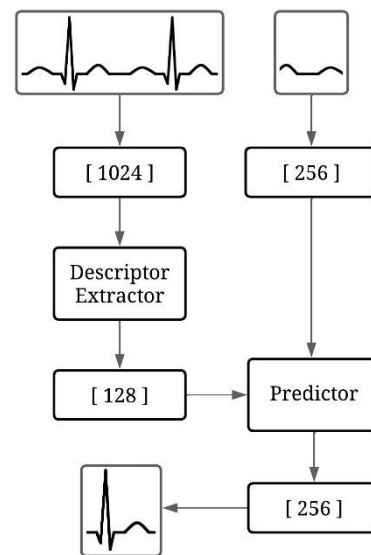 [ 1024 ]
[ 256 ]
Descriptor
Extractor
[ 128 ]
Predictor
[ 256 ]